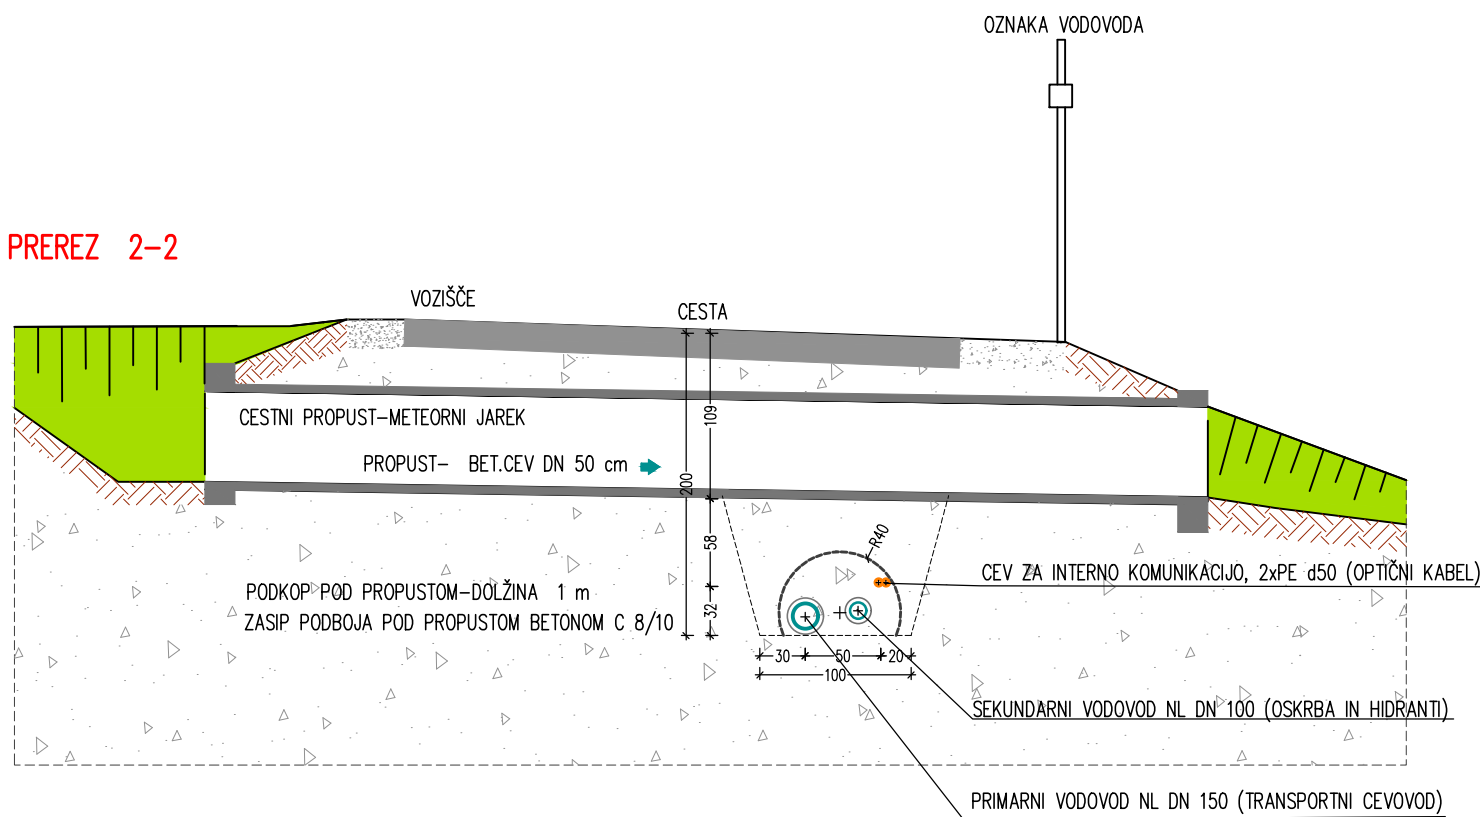 OZNAKA VODOVODA
PREREZ 2-2
VOZIŠČE
CESTA
CESTNI PROPUST-METEORNI JAREK
109
PROPUST- BET.CEV DN 50 cm
200
58
R40
CEV ZA INTERNO KOMUNIKACIJO, 2xPE d50 (OPTIČNI KABEL)
PODKOP POD PROPUSTOM-DOLŽINA 1 m
ZASIP PODBOJA POD PROPUSTOM BETONOM C 8/10
32
30 50 20
100
SEKUNDARNI VODOVOD NL DN 100 (OSKRBA IN HIDRANTI)
PRIMARNI VODOVOD NL DN 150 (TRANSPORTNI CEVOVOD)